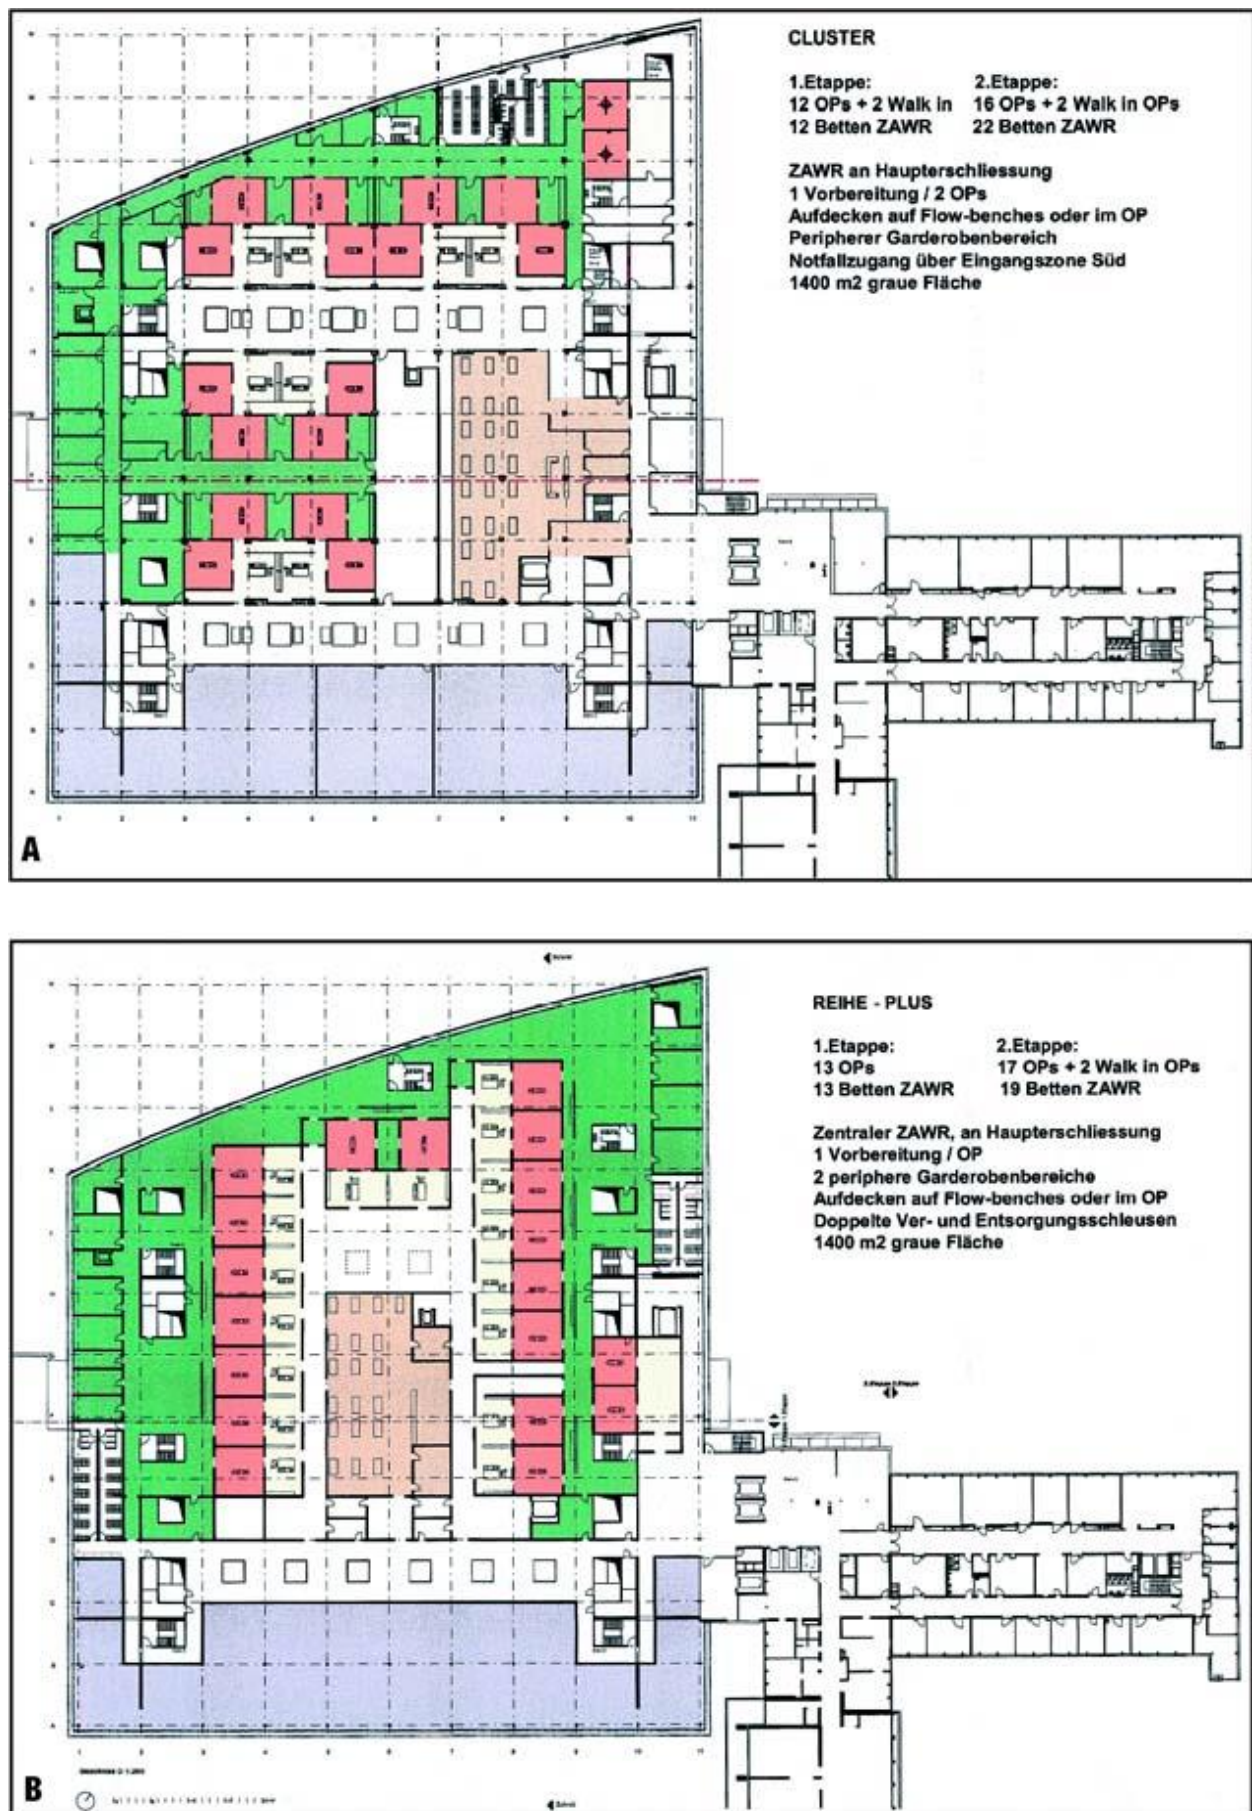 CLUSTER
1.Etappe: 2.Etappe:
12 OPs + 2 Walk in 16 OPs + 2 Walk in OPs
12 Betten ZAWR 22 Betten ZAWR
ZAWR an Haupterschliessung
1 Vorbereitung / 2 OPs
Aufdecken auf Flow-benches oder im OP
Peripherer Garderobenbereich
Notfallzugang über Eingangszone Süd
1400 m2 graue Fläche
A
REIHE - PLUS
1.Etappe: 2.Etappe:
13 OPs 17 OPs + 2 Walk in OPs
13 Betten ZAWR 19 Betten ZAWR
Zentraler ZAWR, an Haupterschliessung
1 Vorbereitung / OP
2 periphere Garderobenbereiche
Aufdecken auf Flow-benches oder im OP
Doppelte Ver- und Entsorgungsschleusen
1400 m2 graue Fläche
B